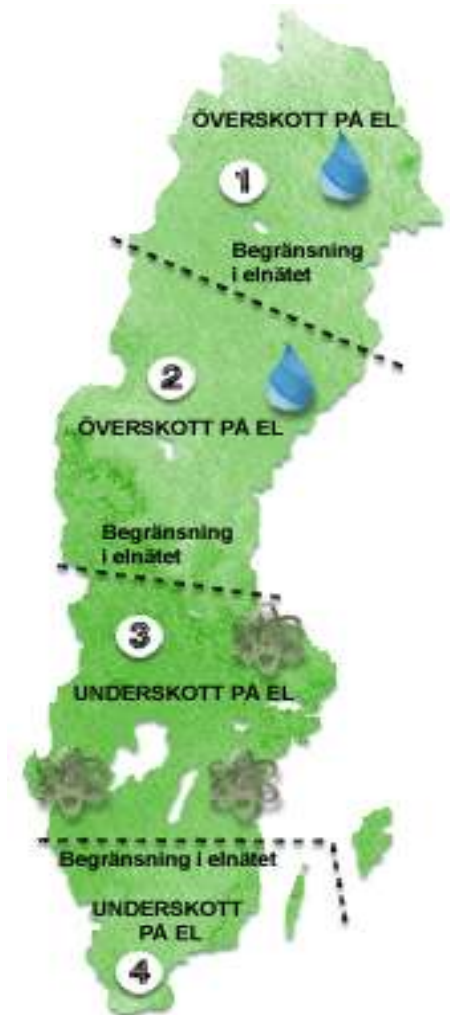 ÖVERSKOTT PÅ EL
1
Begränsning
i elnätet
2
ÖVERSKOTT PÅ EL
Begränsning
i elnätet
3
UNDERSKOTT PÅ EL
Begränsning i elnätet
UNDERSKOTT
PÅ EL
4